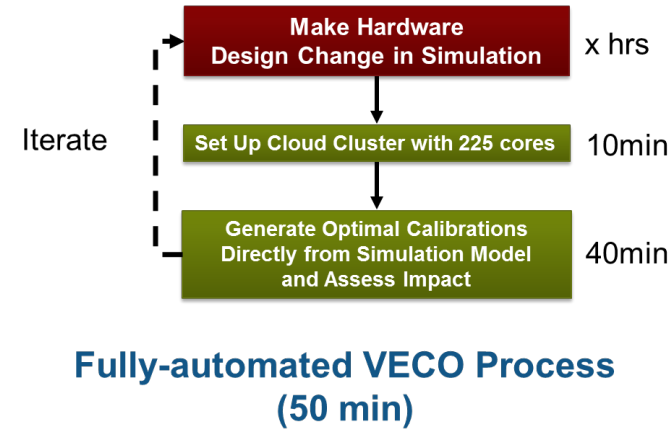 Make Hardware
Design Change in Simulation
x hrs
Iterate
Set Up Cloud Cluster with 225 cores
10min
Generate Optimal Calibrations
Directly from Simulation Model
and Assess Impact
40min
Fully-automated VECO Process
(50 min)